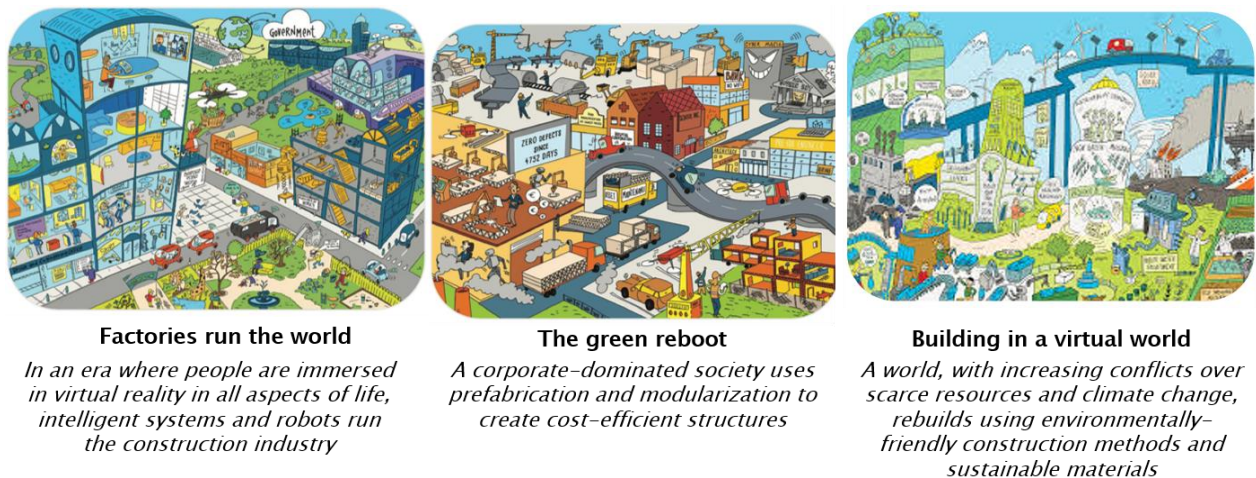 GOVERNMENT
ZERO DEFECTS
SINCE
4732 DAYS
Factories run the world
In an era where people are immersed
in virtual reality in all aspects of life,
intelligent systems and robots run
the construction industry
The green reboot
A corporate-dominated society uses
prefabrication and modularization to
create cost-efficient structures
Building in a virtual world
A world, with increasing conflicts over
scarce resources and climate change,
rebuilds using environmentally-
friendly construction methods and
sustainable materials